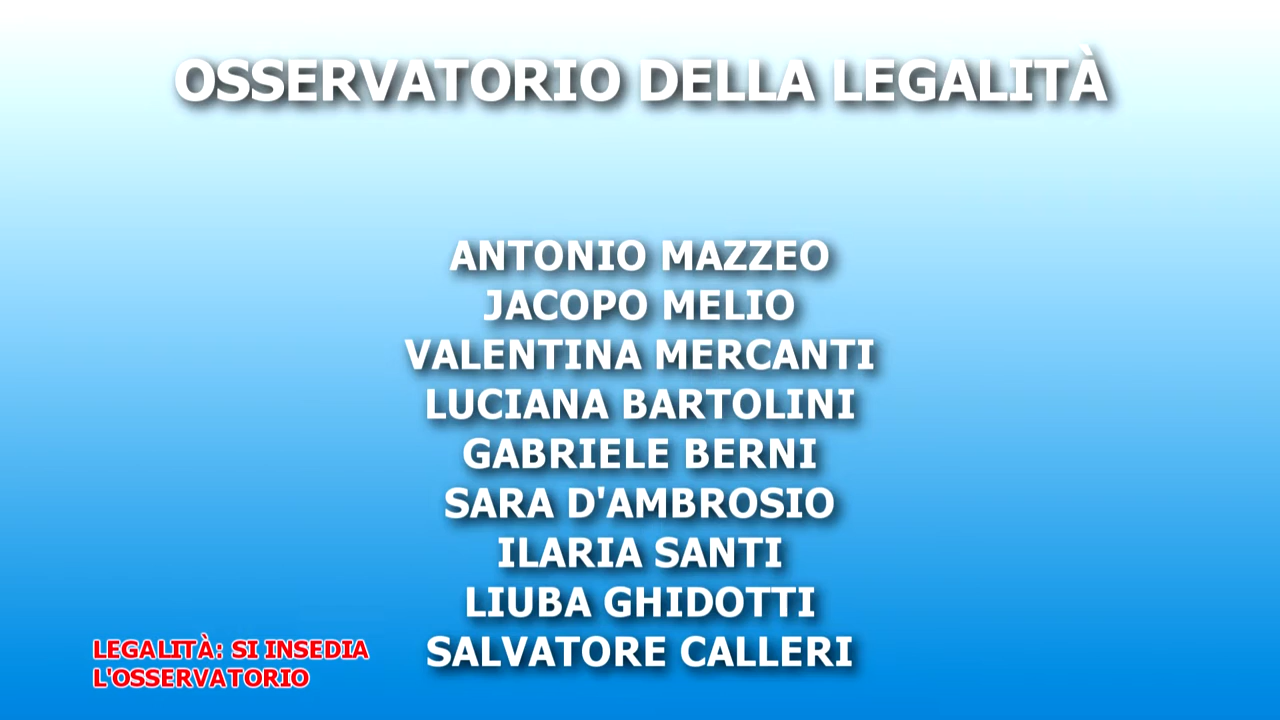 OSSERVATORIO DELLA LEGALITÀ
ANTONIO MAZZEO
JACOPO MELIO
VALENTINA MERCANTI
LUCIANA BARTOLINI
GABRIELE BERNI
SARA D'AMBROSIO
ILARIA SANTI
LIUBA GHIDOTTI
SALVATORE CALLERI
LEGALITÀ: SI INSEDIA
L'OSSERVATORIO